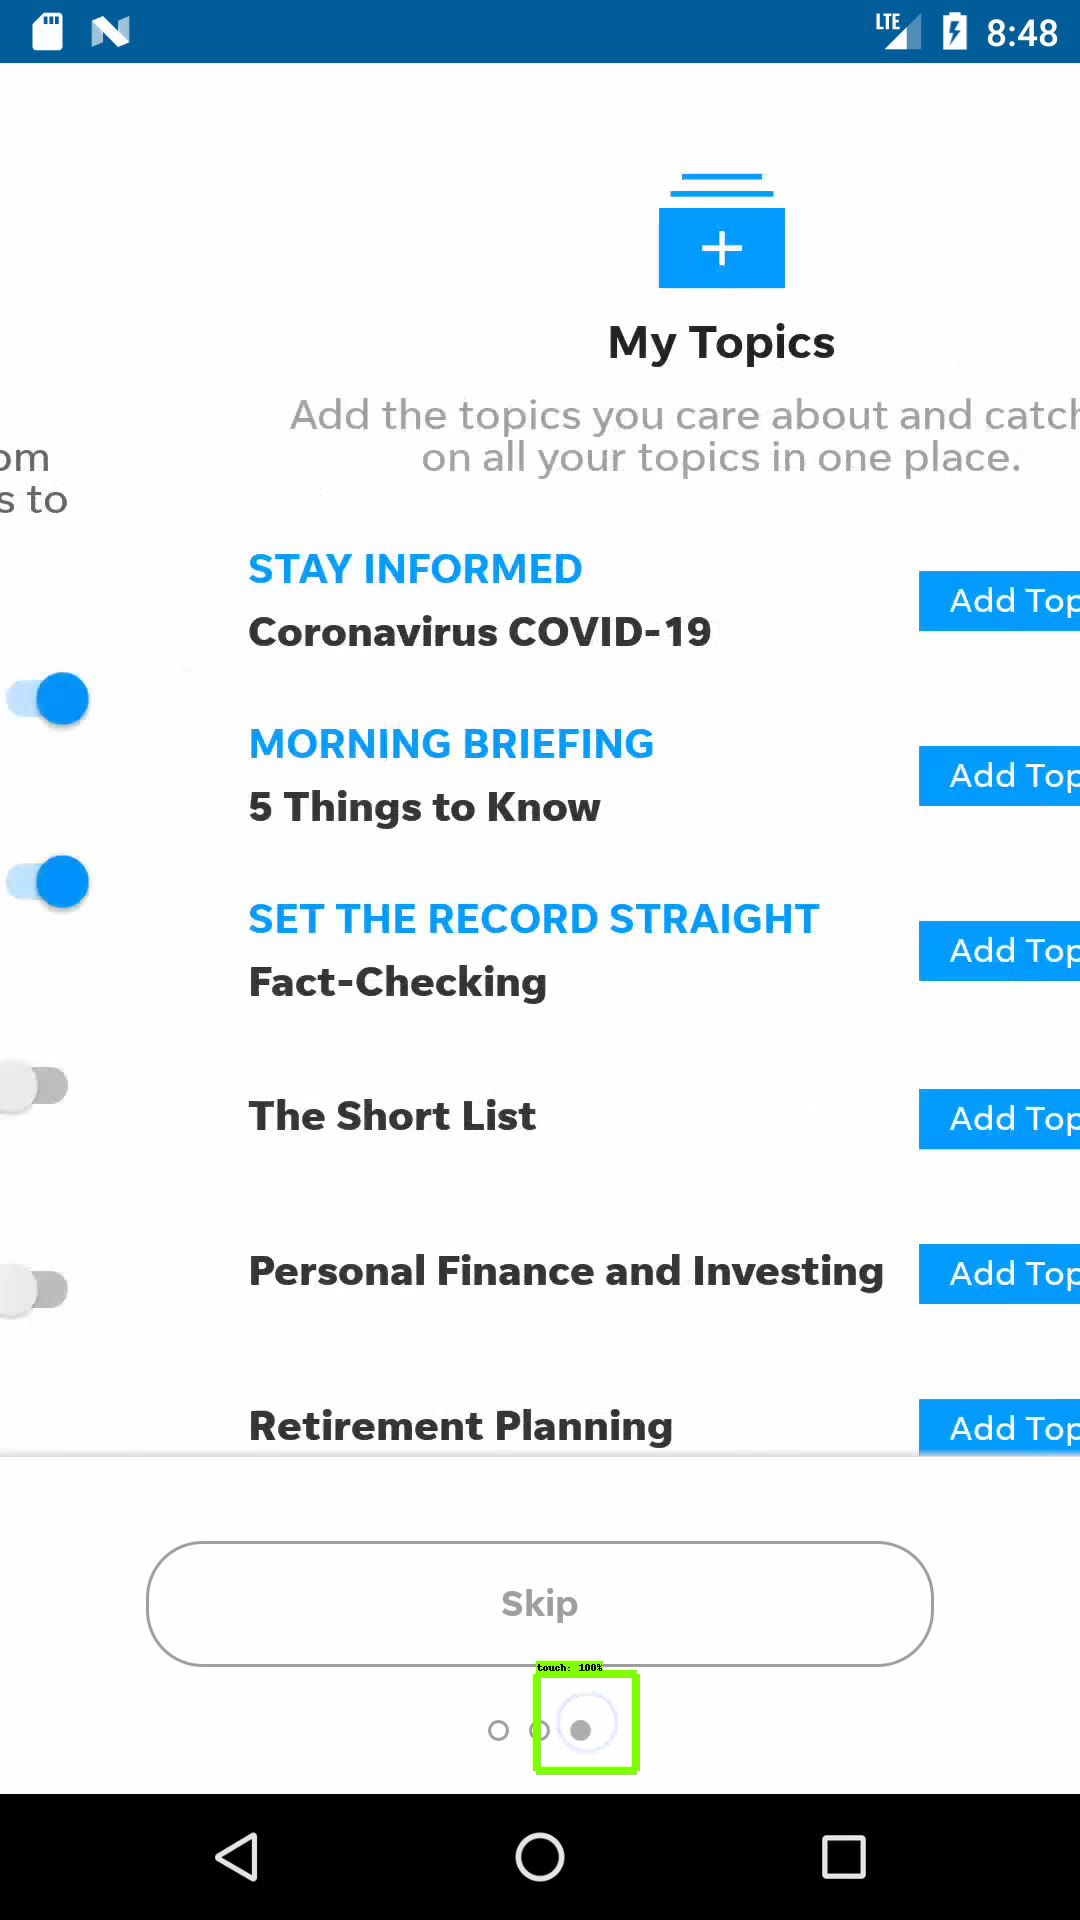 LTE 8:48
My Topics
Add the topics you care about and catch
on all your topics in one place.
om
s to
STAY INFORMED
Coronavirus COVID-19
Add Top
MORNING BRIEFING
5 Things to Know
Add Top
SET THE RECORD STRAIGHT
Fact-Checking
Add Top
The Short List
Add Top
Personal Finance and Investing
Add Top
Retirement Planning
Add Top
Skip
touch: 100%